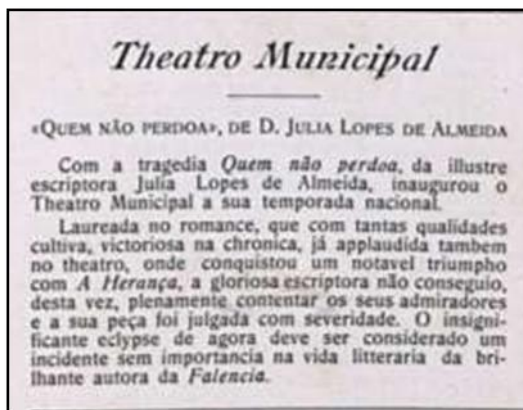 Theatro Municipal
«QUEM NÃO PERDOA», DE D. JULIA LOPES DE ALMEIDA
Com a tragedia Quem não perdoa, da illustre
escriptora Julia Lopes de Almeida, inaugurou o
Theatro Municipal a sua temporada nacional.
Laureada no romance, que com tantas qualidades
cultiva, victoriosa na chronica, já applaudida tambem
no theatro, onde conquistou um notavel triumpho
com A Herança, a gloriosa escriptora não conseguio,
desta vez, plenamente contentar os seus admiradores
e a sua peça foi julgada com severidade. O insigni-
ficante eclypse de agora deve ser considerado um
incidente sem importancia na vida litteraria da bri-
lhante autora da Falencia.